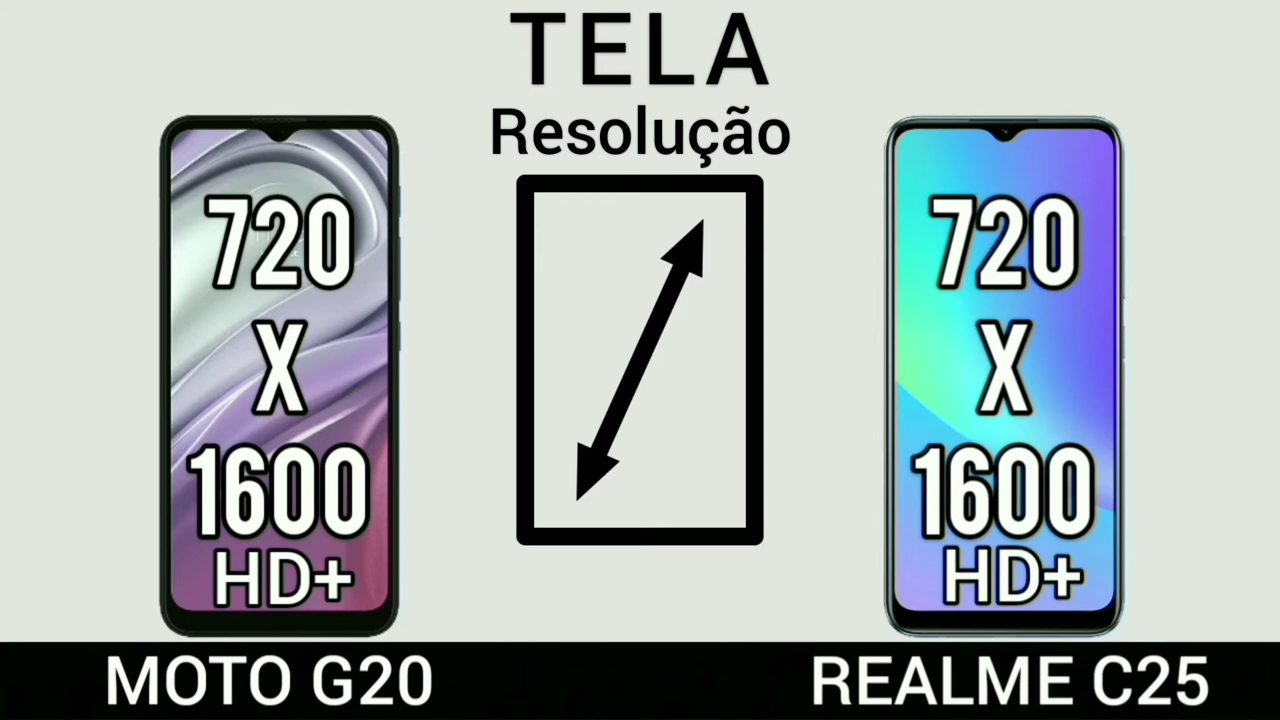 TELA
Resolução
720
X
1600
HD+
720
X
1600
HD+
MOTO G20
REALME C25